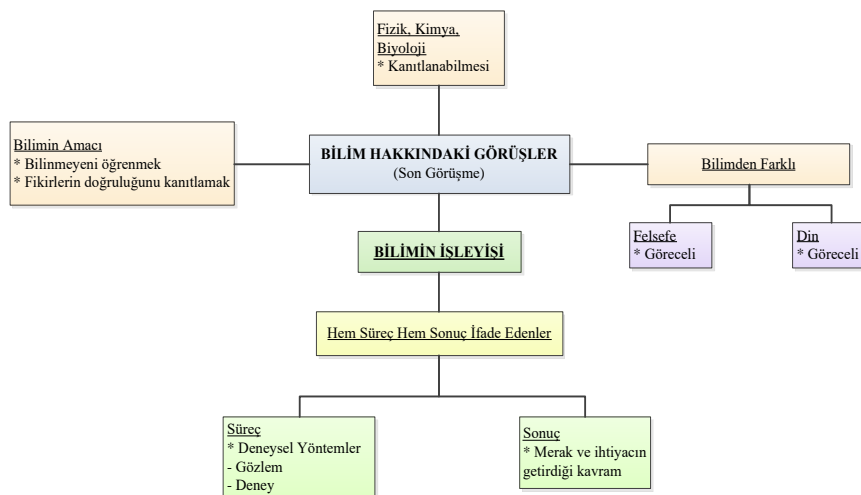 Fizik, Kimya,
Biyoloji
* Kanıtlanabilmesi
Bilimin Amacı
* Bilinmeyeni öğrenmek
* Fikirlerin doğruluğunu kanıtlamak
BİLİM HAKKINDAKİ GÖRÜŞLER
(Son Görüşme)
Bilimden Farklı
Felsefe
* Göreceli
Din
* Göreceli
BİLİMİN İŞLEYİŞİ
Hem Süreç Hem Sonuç İfade Edenler
Süreç
* Deneysel Yöntemler
- Gözlem
- Deney
Sonuç
* Merak ve ihtiyacın
getirdiği kavram